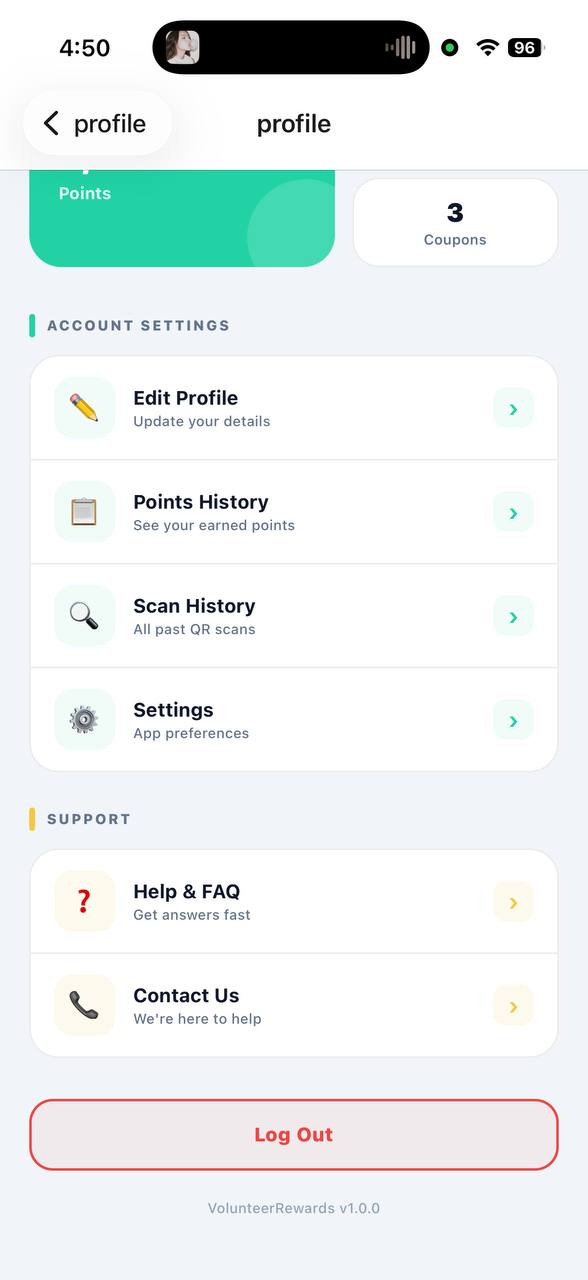 4:50
96
profile
profile
Points
3
Coupons
ACCOUNT SETTINGS
Edit Profile
Update your details
Points History
See your earned points
Scan History
All past QR scans
Settings
App preferences
SUPPORT
Help & FAQ
Get answers fast
Contact Us
We're here to help
Log Out
VolunteerRewards v1.0.0